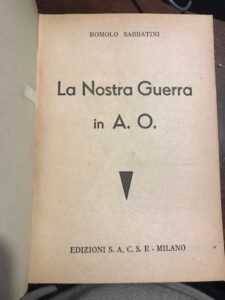 ROMOLO SABBATINI
La Nostra Guerra
in A. O.
EDIZIONI S. A. C. S. E - MILANO